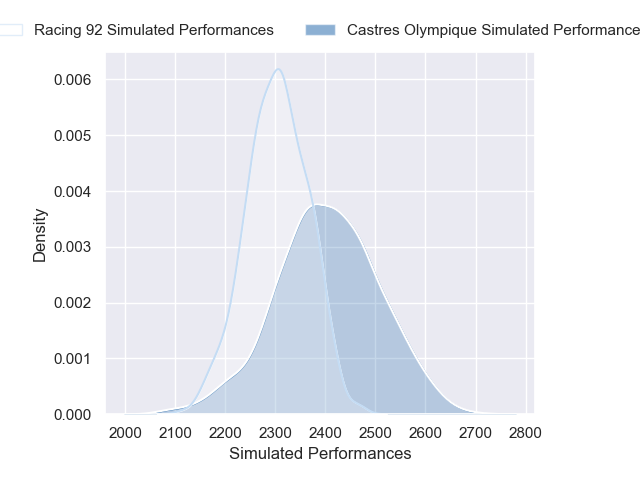 Racing 92 Simulated Performances
Castres Olympique Simulated Performance
0.006
0.005
0.004
0.003
0.002
0.001
0.000
Density
2000 2100 2200 2300 2400 2500 2600 2700 2800
Simulated Performances